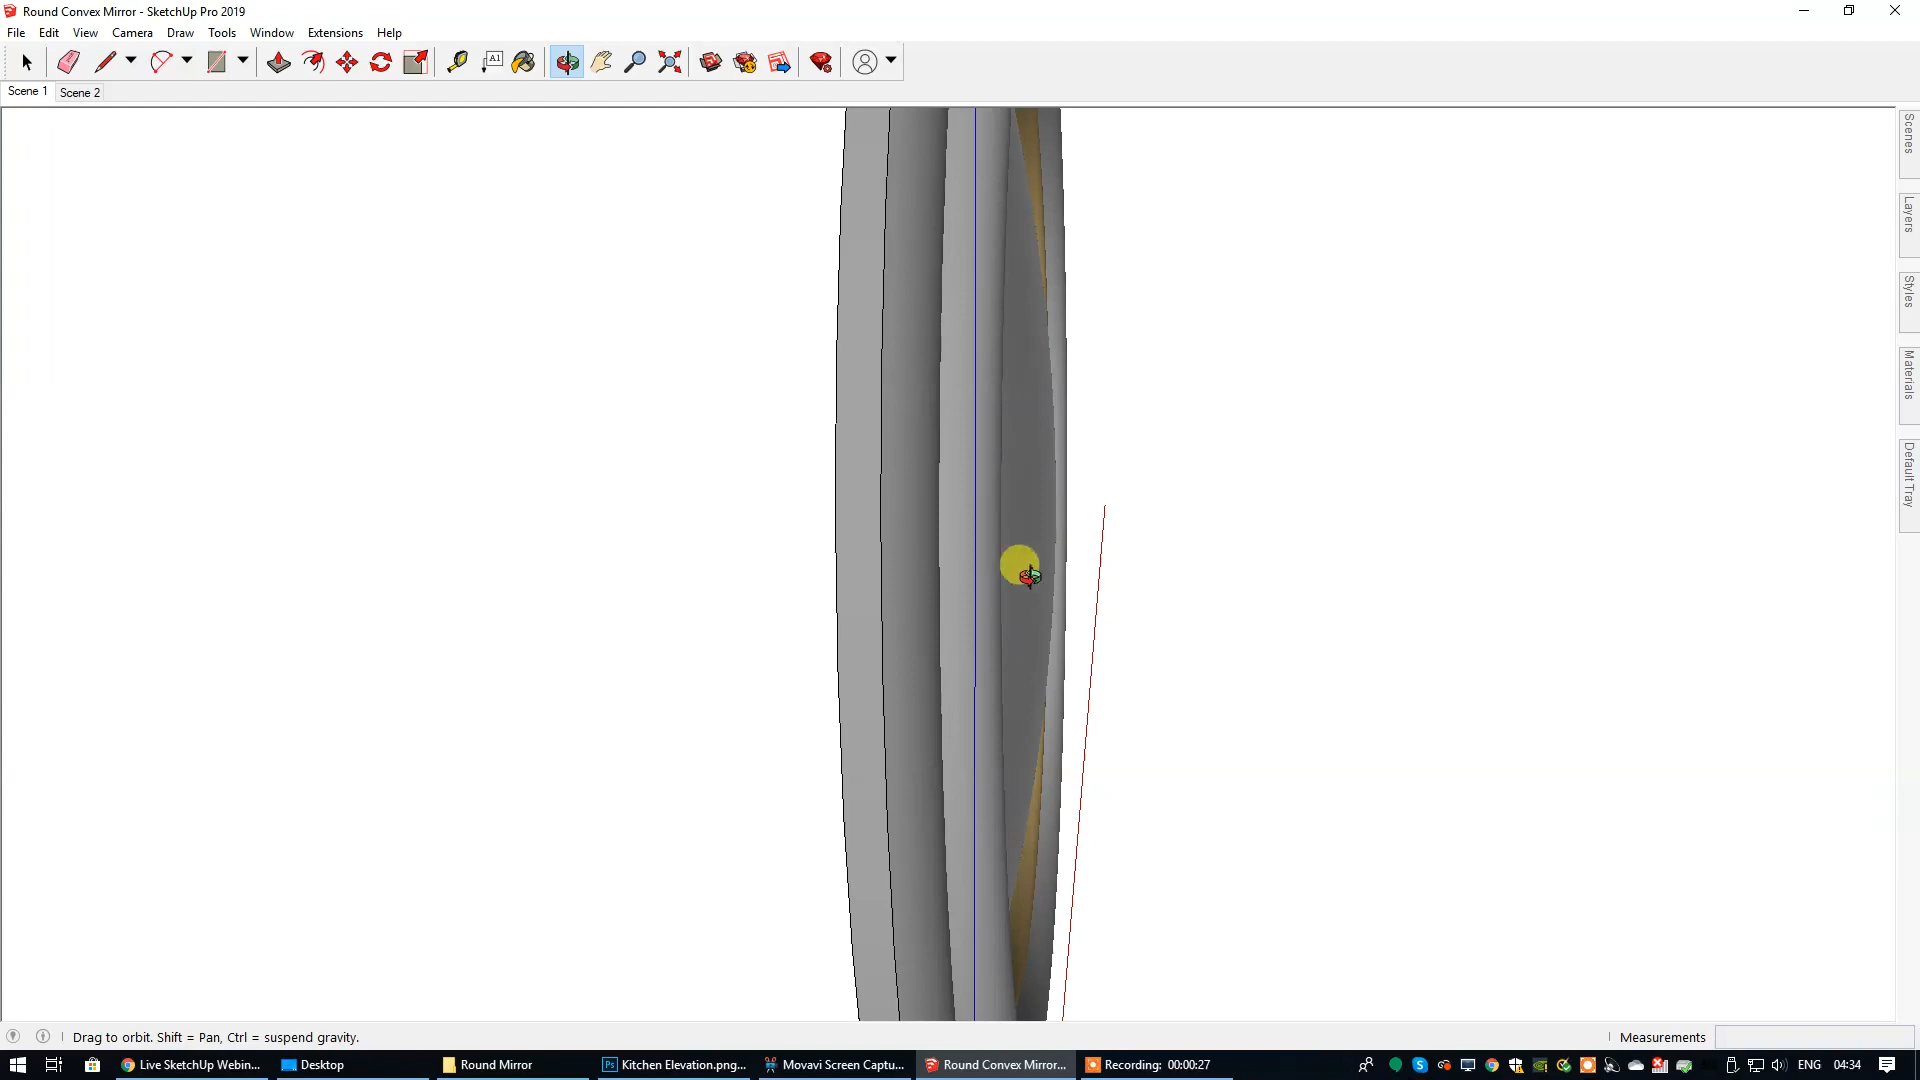 Round Convex Mirror - SketchUp Pro 2019
File Edit View Camera Draw Tools Window Extensions Help
A1
Scene 1 Scene 2
Scenes
Layers
Styles
Materials
Default Tray
Drag to orbit. Shift = Pan, Ctrl = suspend gravity.
Measurements
Live SketchUp Webin... Desktop Round Mirror Kitchen Elevation.png... Movavi Screen Captu... Round Convex Mirror... Recording: 00:00:27 ENG 04:34